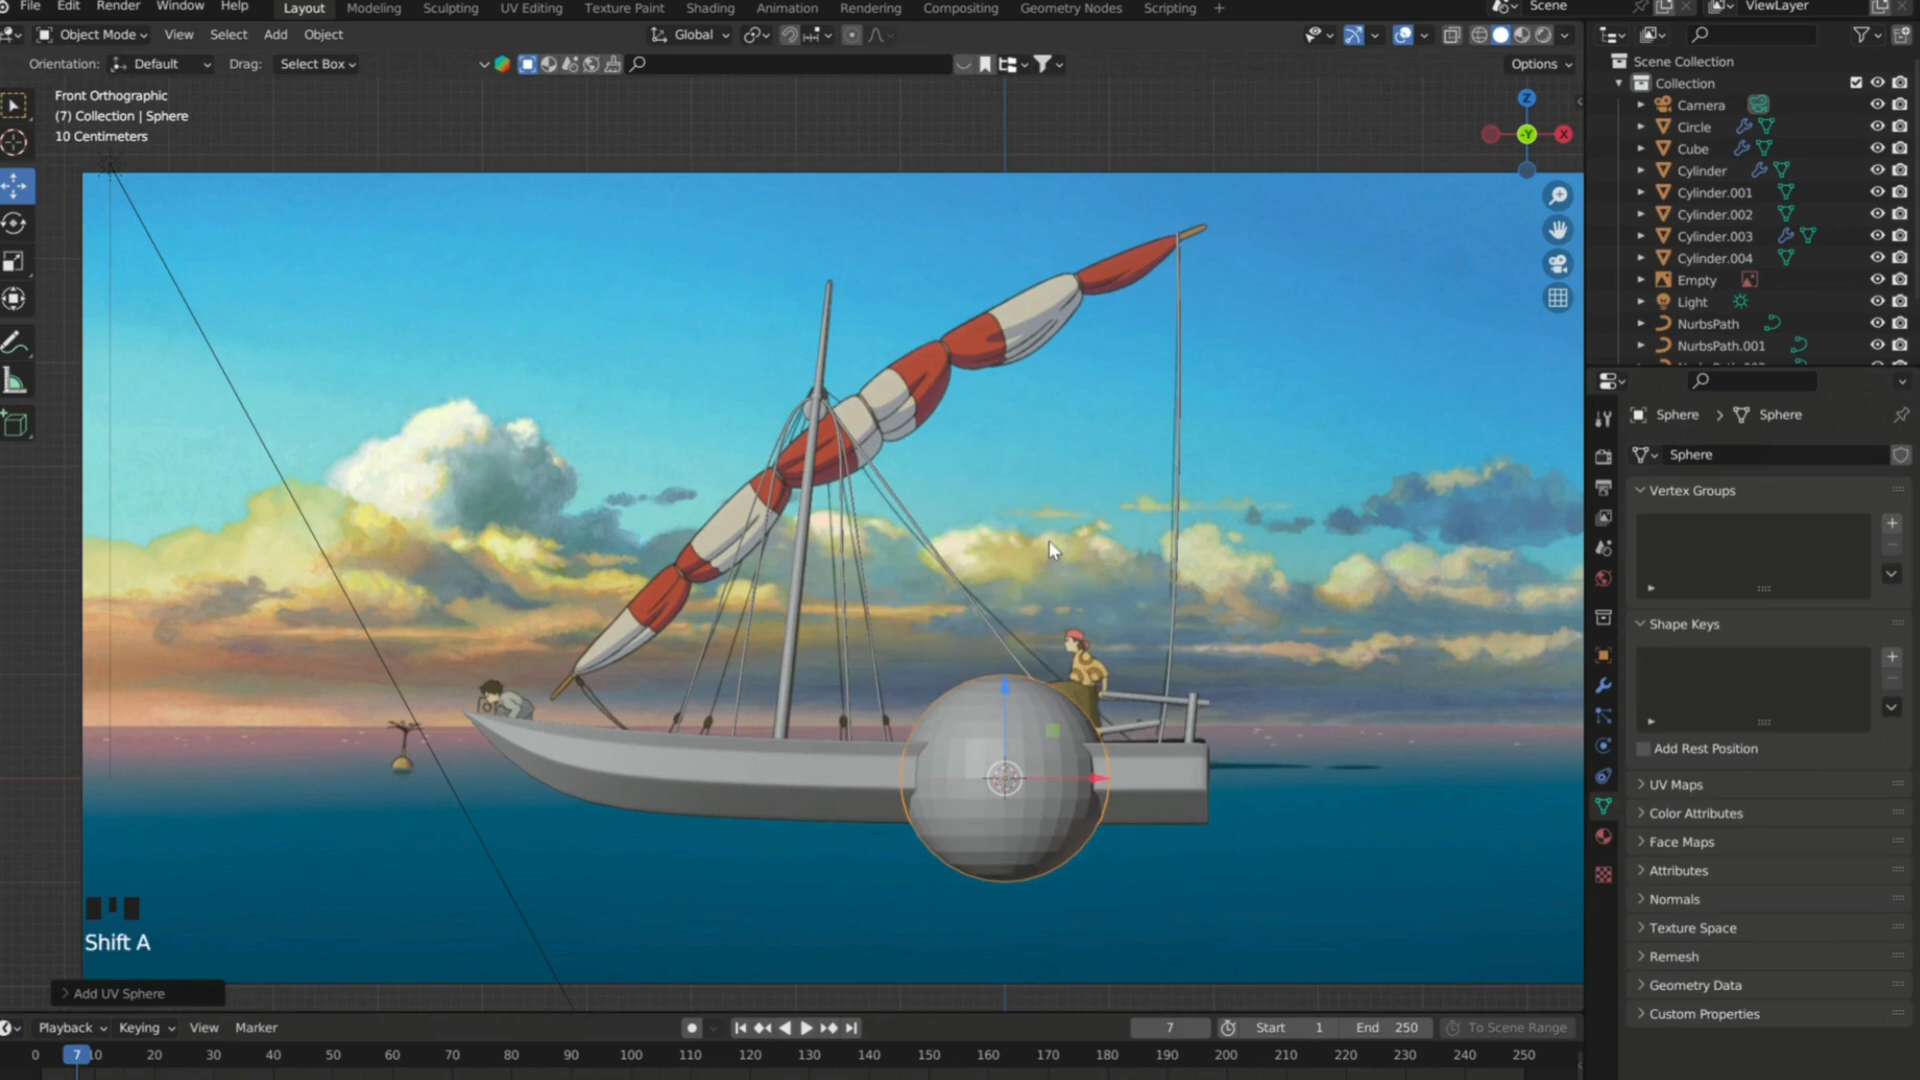 File Edit Render Window Help Layout Modeling Sculpting UV Editing Texture Paint Shading Animation Rendering Compositing Geometry Nodes Scripting + Scene ViewLayer
Object Mode View Select Add Object Global
Orientation: Default Drag: Select Box Options
Front Orthographic
(7) Collection | Sphere
10 Centimeters
Z
-Y
X
Shift A
Add UV Sphere
Scene Collection
Collection
Camera
Circle
Cube
Cylinder
Cylinder.001
Cylinder.002
Cylinder.003
Cylinder.004
Empty
Light
NurbsPath
NurbsPath.001
Sphere > Sphere
Sphere
Vertex Groups
Shape Keys
Add Rest Position
UV Maps
Color Attributes
Face Maps
Attributes
Normals
Texture Space
Remesh
Geometry Data
Custom Properties
Playback Keying View Marker 7 Start 1 End 250 To Scene Range
0 7 10 20 30 40 50 60 70 80 90 100 110 120 130 140 150 160 170 180 190 200 210 220 230 240 250